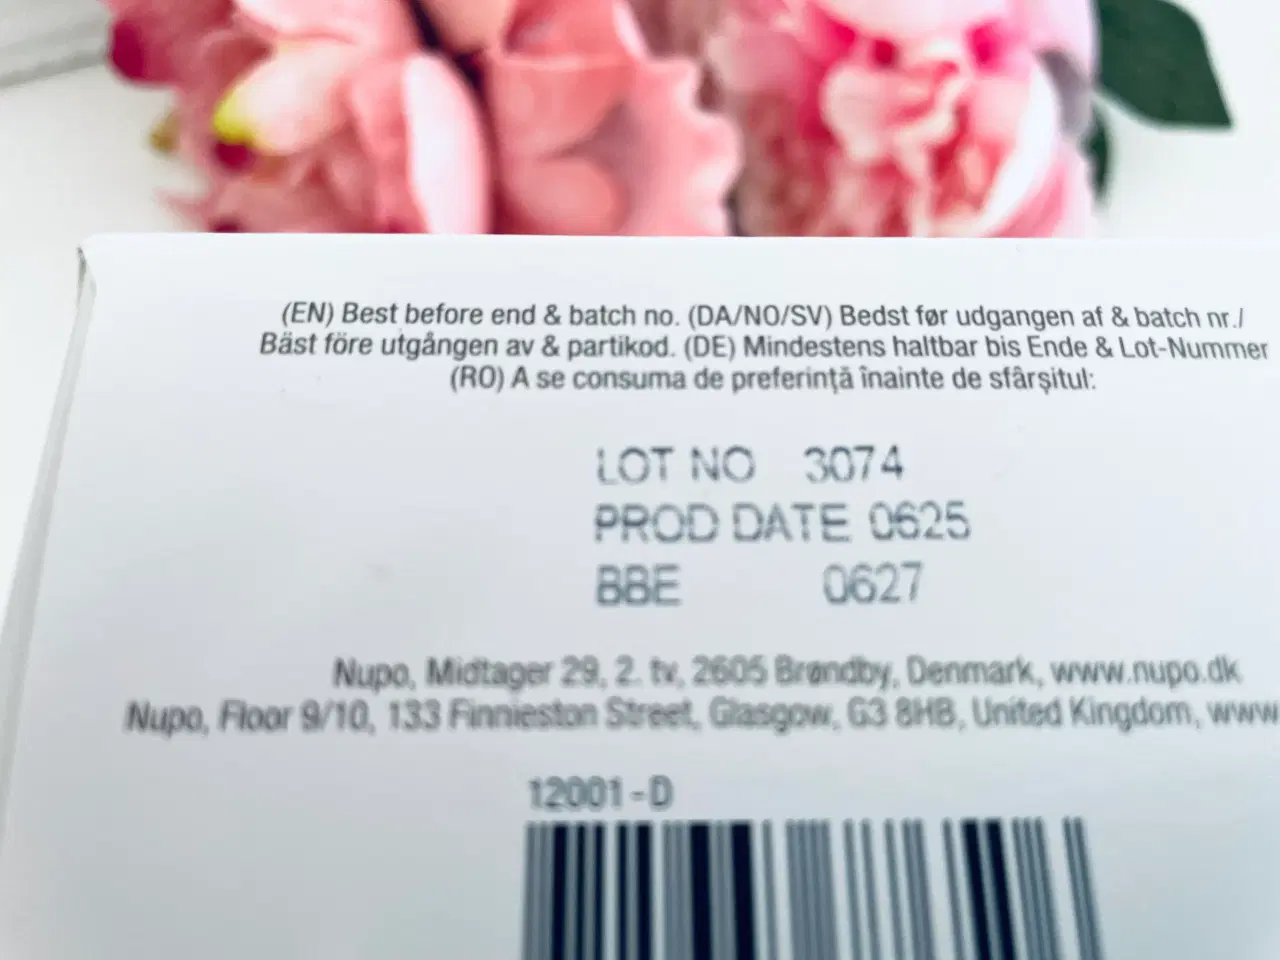 (EN) Best before end & batch no. (DA/NO/SV) Bedst før udgangen af & batch nr./
Bäst före utgången av & partikod. (DE) Mindestens haltbar bis Ende & Lot-Nummer
(RO) A se consuma de preferință înainte de sfârșitul:
LOT NO 3074
PROD DATE 0625
BBE 0627
Nupo, Midtager 29, 2. tv, 2605 Brøndby, Denmark, www.nupo.dk
Nupo, Floor 9/10, 133 Finnieston Street, Glasgow, G3 8HB, United Kingdom, www
12001-D